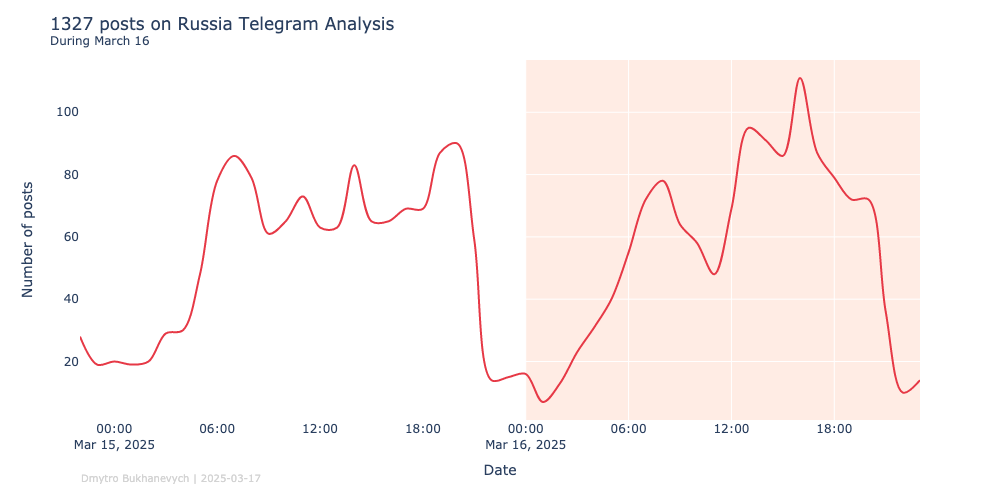 1327 posts on Russia Telegram Analysis
During March 16
Number of posts
100
80
60
40
20
00:00 06:00 12:00 18:00 00:00 06:00 12:00 18:00
Mar 15, 2025 Mar 16, 2025
Date
Dmytro Bukhanevych | 2025-03-17